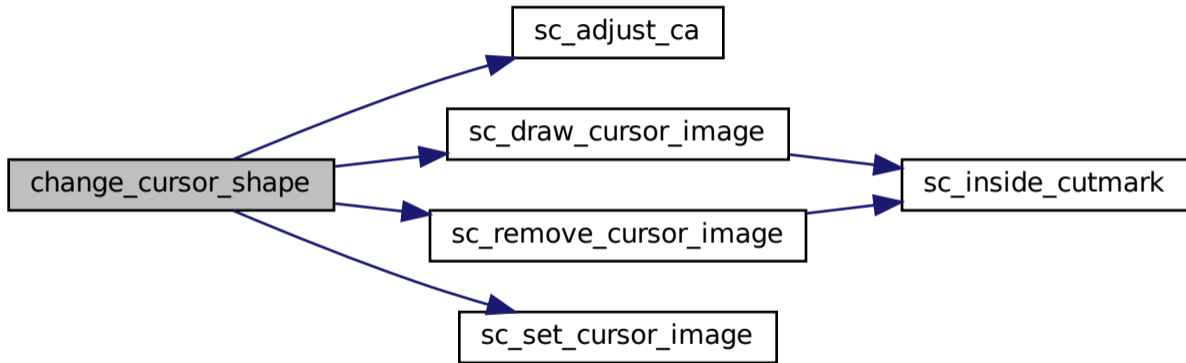 sc_adjust_ca
sc_draw_cursor_image
change_cursor_shape
sc_inside_cutmark
sc_remove_cursor_image
sc_set_cursor_image